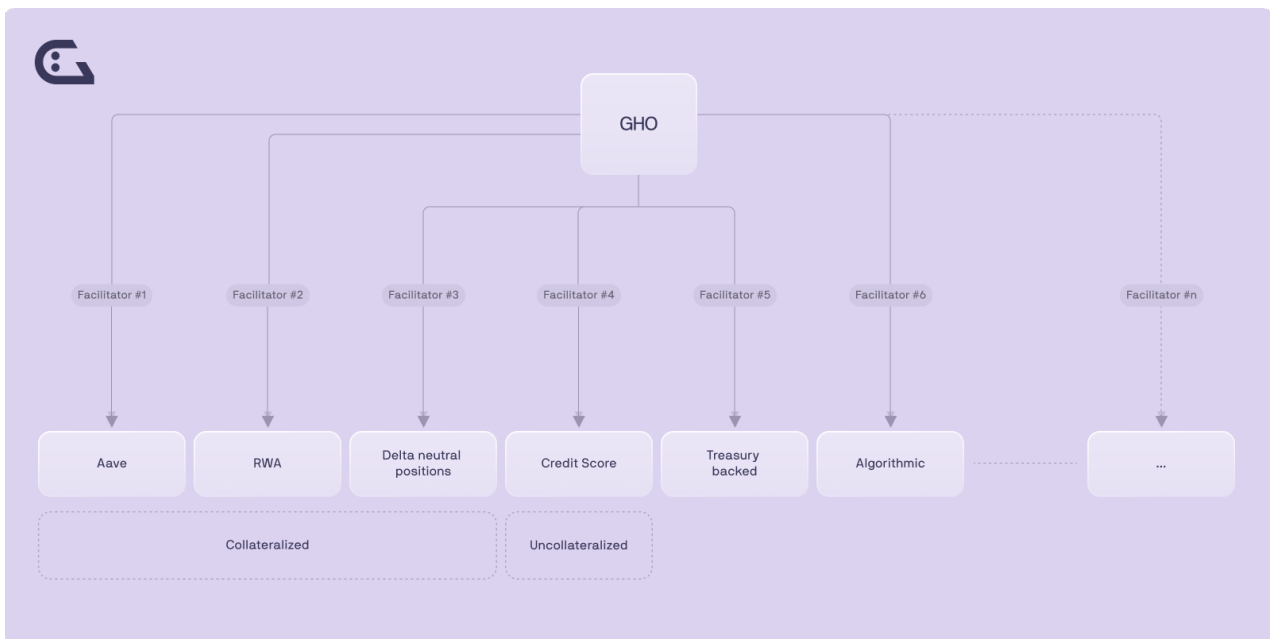 GHO
Facilitator #1
Facilitator #2
Facilitator #3
Facilitator #4
Facilitator #5
Facilitator #6
Facilitator #n
Aave
RWA
Delta neutral
positions
Credit Score
Treasury
backed
Algorithmic
...
Collateralized
Uncollateralized